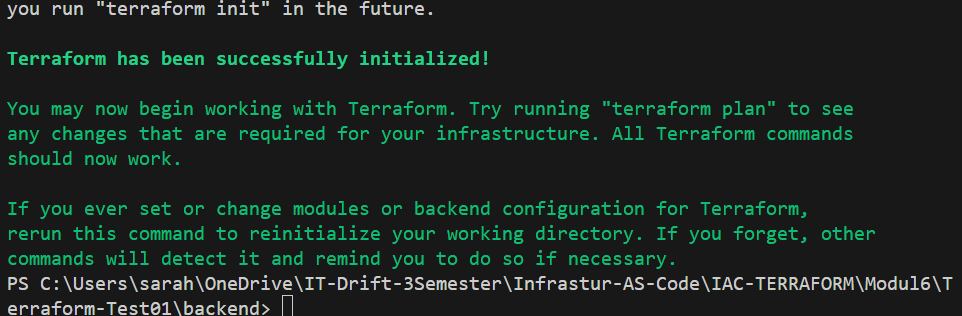 you run "terraform init" in the future.
Terraform has been successfully initialized!
You may now begin working with Terraform. Try running "terraform plan" to see
any changes that are required for your infrastructure. All Terraform commands
should now work.
If you ever set or change modules or backend configuration for Terraform,
rerun this command to reinitialize your working directory. If you forget, other
commands will detect it and remind you to do so if necessary.
PS C:\Users\sarah\OneDrive\IT-Drift-3Semester\Infrastur-AS-Code\IAC-TERRAFORM\Modul6\T
erraform-Test01\backend>